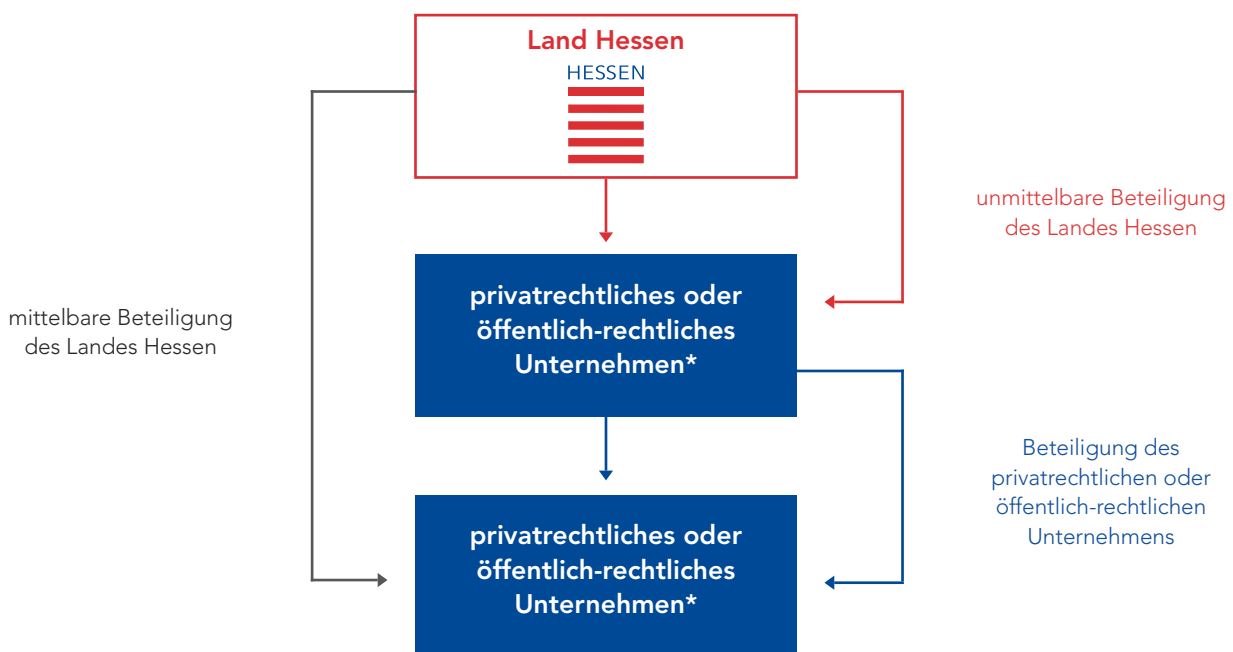 Land Hessen
HESSEN
unmittelbare Beteiligung
des Landes Hessen
privatrechtliches oder
öffentlich-rechtliches
Unternehmen*
mittelbare Beteiligung
des Landes Hessen
Beteiligung des
privatrechtlichen oder
öffentlich-rechtlichen
Unternehmens
privatrechtliches oder
öffentlich-rechtliches
Unternehmen*